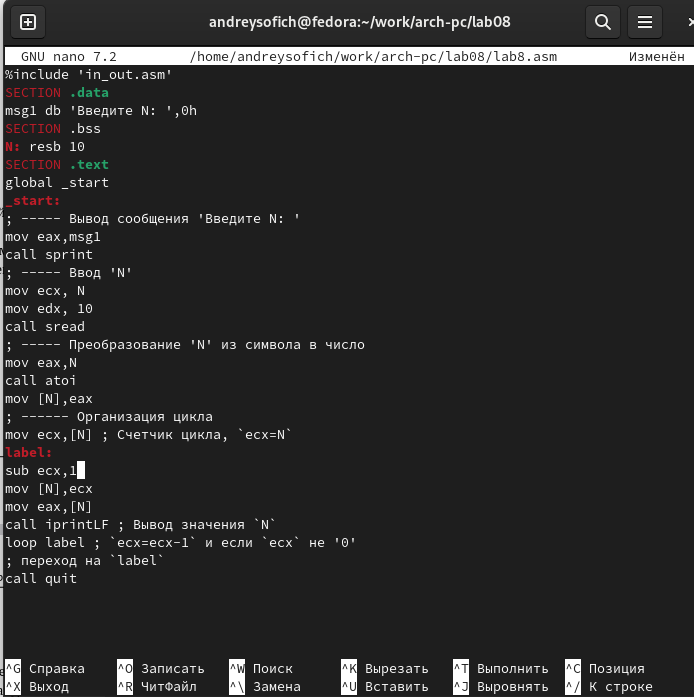 andreysofich@fedora:~/work/arch-pc/lab08
GNU nano 7.2 /home/andreysofich/work/arch-pc/lab08/lab8.asm Изменён
%include 'in_out.asm'
SECTION .data
msg1 db 'Введите N: ',0h
SECTION .bss
N: resb 10
SECTION .text
global _start
_start:
; ----- Вывод сообщения 'Введите N: '
mov eax,msg1
call sprint
; ----- Ввод 'N'
mov ecx, N
mov edx, 10
call sread
; ----- Преобразование 'N' из символа в число
mov eax,N
call atoi
mov [N],eax
; ------ Организация цикла
mov ecx,[N] ; Счетчик цикла, `ecx=N`
label:
sub ecx,1
mov [N],ecx
mov eax,[N]
call iprintLF ; Вывод значения `N`
loop label ; `ecx=ecx-1` и если `ecx` не '0'
; переход на `label`
call quit
^G Справка ^O Записать ^W Поиск ^K Вырезать ^T Выполнить ^C Позиция
^X Выход ^R ЧитФайл ^\ Замена ^U Вставить ^J Выровнять ^/ К строке